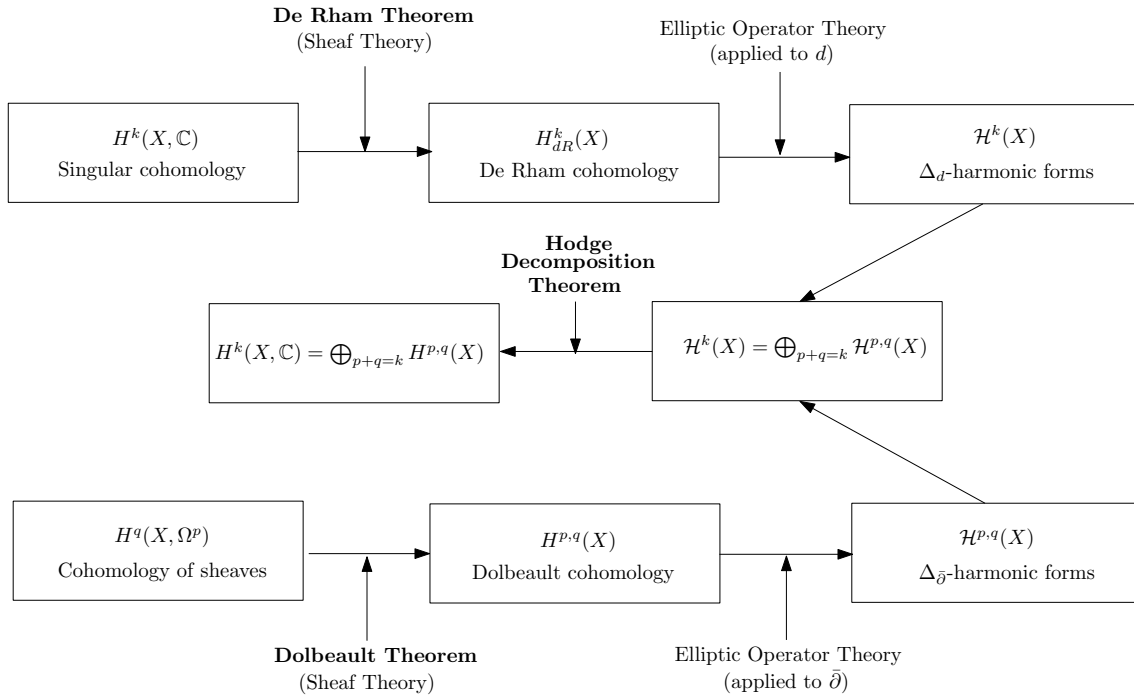 De Rham Theorem
(Sheaf Theory)
Elliptic Operator Theory
(applied to d)
H^k(X, ℂ)
Singular cohomology
H^k_{dR}(X)
De Rham cohomology
ℋ^k(X)
Δ_d-harmonic forms
Hodge
Decomposition
Theorem
H^k(X, ℂ) = ⨁_{p+q=k} H^{p,q}(X)
ℋ^k(X) = ⨁_{p+q=k} ℋ^{p,q}(X)
H^q(X, Ω^p)
Cohomology of sheaves
H^{p,q}(X)
Dolbeault cohomology
ℋ^{p,q}(X)
Δ_{∂̄}-harmonic forms
Dolbeault Theorem
(Sheaf Theory)
Elliptic Operator Theory
(applied to ∂̄)